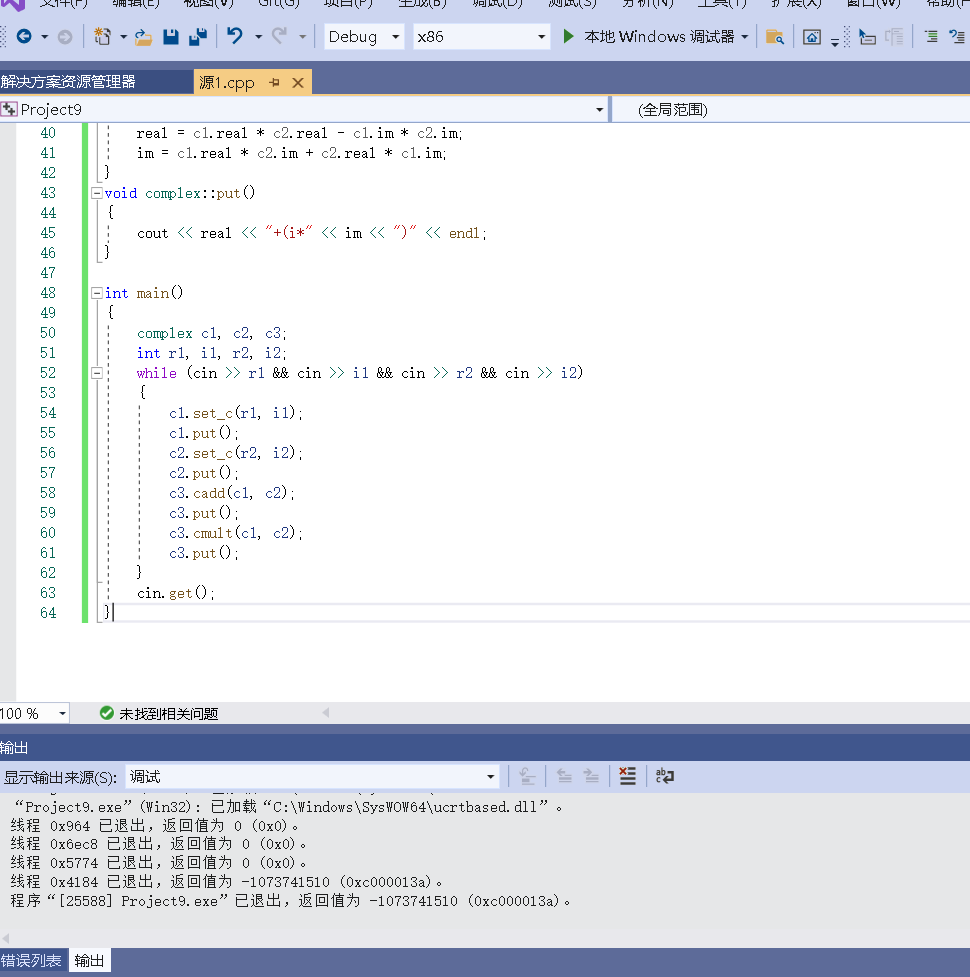 文件(F) 编辑(E) 视图(V) Git(G) 项目(P) 生成(B) 调试(D) 测试(S) 分析(N) 工具(T) 扩展(X) 窗口(W)
Debug x86 本地 Windows 调试器
解决方案资源管理器 源1.cpp
Project9 (全局范围)
40 real = c1.real * c2.real - c1.im * c2.im;
41 im = c1.real * c2.im + c2.real * c1.im;
42 }
43 void complex::put()
44 {
45 cout << real << "+(i*" << im << ")" << endl;
46 }
47
48 int main()
49 {
50 complex c1, c2, c3;
51 int r1, i1, r2, i2;
52 while (cin >> r1 && cin >> i1 && cin >> r2 && cin >> i2)
53 {
54 c1.set_c(r1, i1);
55 c1.put();
56 c2.set_c(r2, i2);
57 c2.put();
58 c3.cadd(c1, c2);
59 c3.put();
60 c3.cmult(c1, c2);
61 c3.put();
62 }
63 cin.get();
64 }
100 % 未找到相关问题
输出
显示输出来源(S): 调试
“Project9.exe”(Win32): 已加载“C:\Windows\SysWOW64\ucrtbased.dll”。
线程 0x964 已退出，返回值为 0 (0x0)。
线程 0x6ec8 已退出，返回值为 0 (0x0)。
线程 0x5774 已退出，返回值为 0 (0x0)。
线程 0x4184 已退出，返回值为 -1073741510 (0xc000013a)。
程序“[25588] Project9.exe”已退出，返回值为 -1073741510 (0xc000013a)。
错误列表 输出